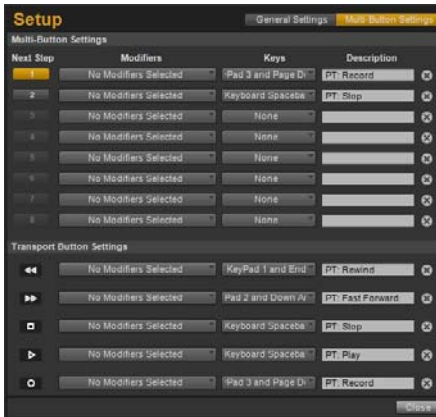 Setup General Settings Multi-Button Settings
Multi-Button Settings
Next Step Modifiers Keys Description
1 No Modifiers Selected Pad 3 and Page D PT: Record
2 No Modifiers Selected Keyboard Spaceba PT: Stop
3 No Modifiers Selected None
4 No Modifiers Selected None
5 No Modifiers Selected None
6 No Modifiers Selected None
7 No Modifiers Selected None
8 No Modifiers Selected None
Transport Button Settings
No Modifiers Selected KeyPad 1 and End PT: Rewind
No Modifiers Selected Pad 2 and Down Ar PT: Fast Forward
No Modifiers Selected Keyboard Spaceba PT: Stop
No Modifiers Selected Keyboard Spaceba PT: Play
No Modifiers Selected Pad 3 and Page D PT: Record
Close